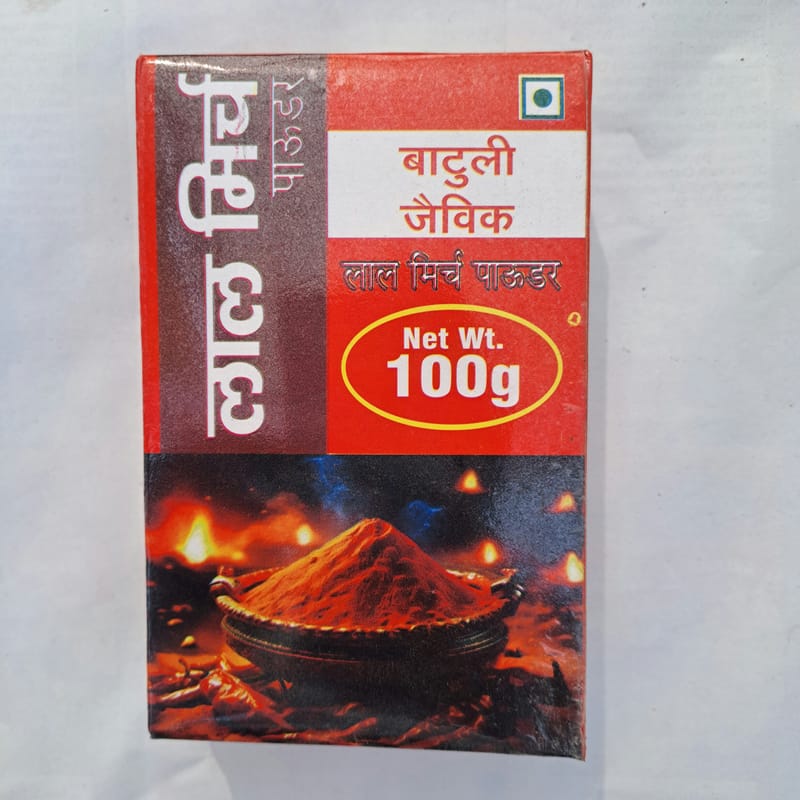 लाल मिर्च
पाऊडर
बाटुली
जैविक
लाल मिर्च पाऊडर
Net Wt.
100g